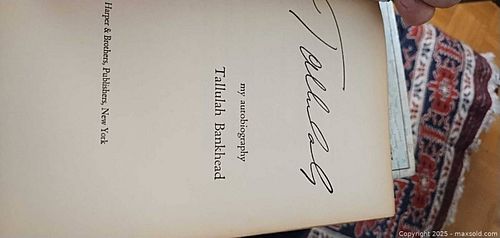 Tallulah
my autobiography
Tallulah Bankhead
Harper & Brothers, Publishers, New York
Copyright 2025 - maxsold.com